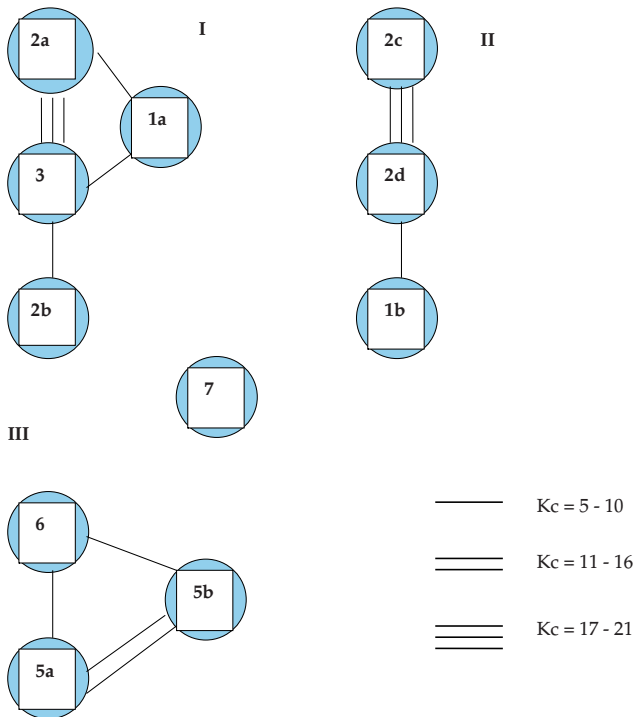 2a
I
1a
3
2b
2c
II
2d
1b
7
III
6
5b
5a
Kc = 5 - 10
Kc = 11 - 16
Kc = 17 - 21